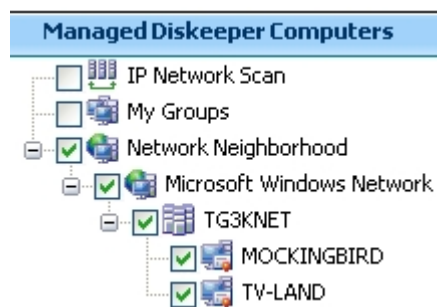 Managed Diskeeper Computers
IP Network Scan
My Groups
Network Neighborhood
Microsoft Windows Network
TG3KNET
MOCKINGBIRD
TV-LAND